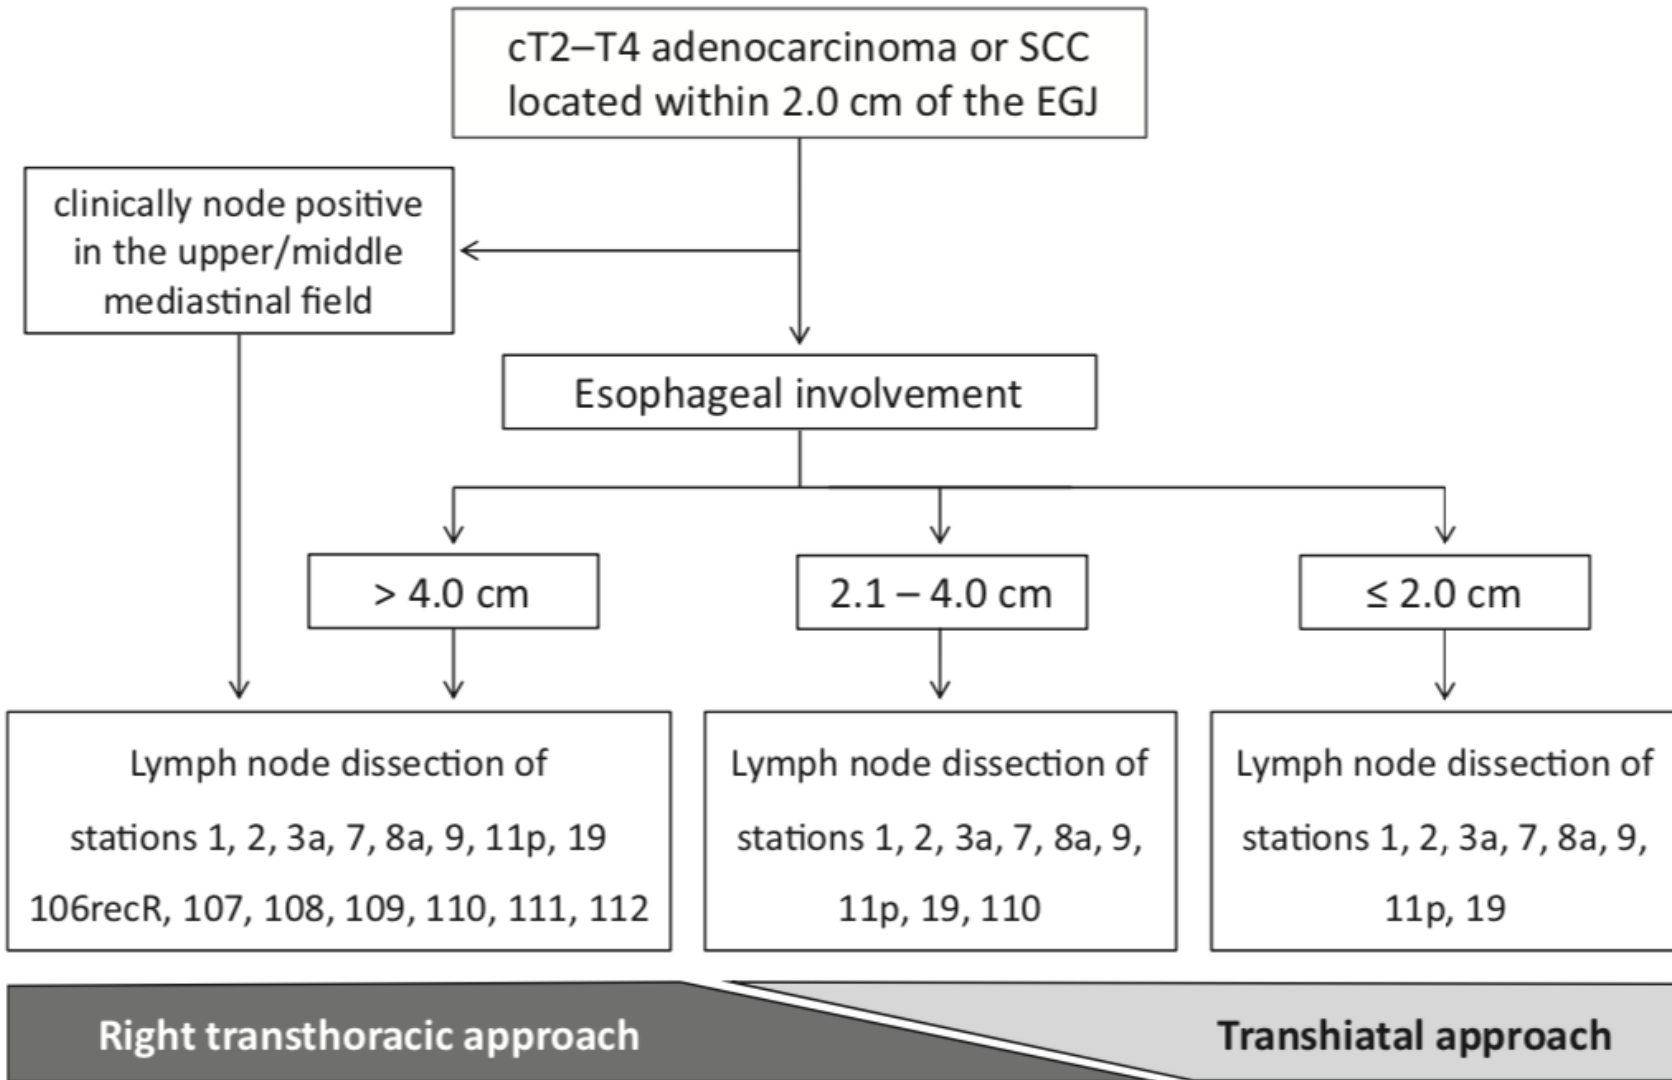 cT2–T4 adenocarcinoma or SCC
located within 2.0 cm of the EGJ
clinically node positive
in the upper/middle
mediastinal field
Esophageal involvement
> 4.0 cm
2.1 – 4.0 cm
≤ 2.0 cm
Lymph node dissection of
stations 1, 2, 3a, 7, 8a, 9, 11p, 19
106recR, 107, 108, 109, 110, 111, 112
Lymph node dissection of
stations 1, 2, 3a, 7, 8a, 9,
11p, 19, 110
Lymph node dissection of
stations 1, 2, 3a, 7, 8a, 9,
11p, 19
Right transthoracic approach
Transhiatal approach